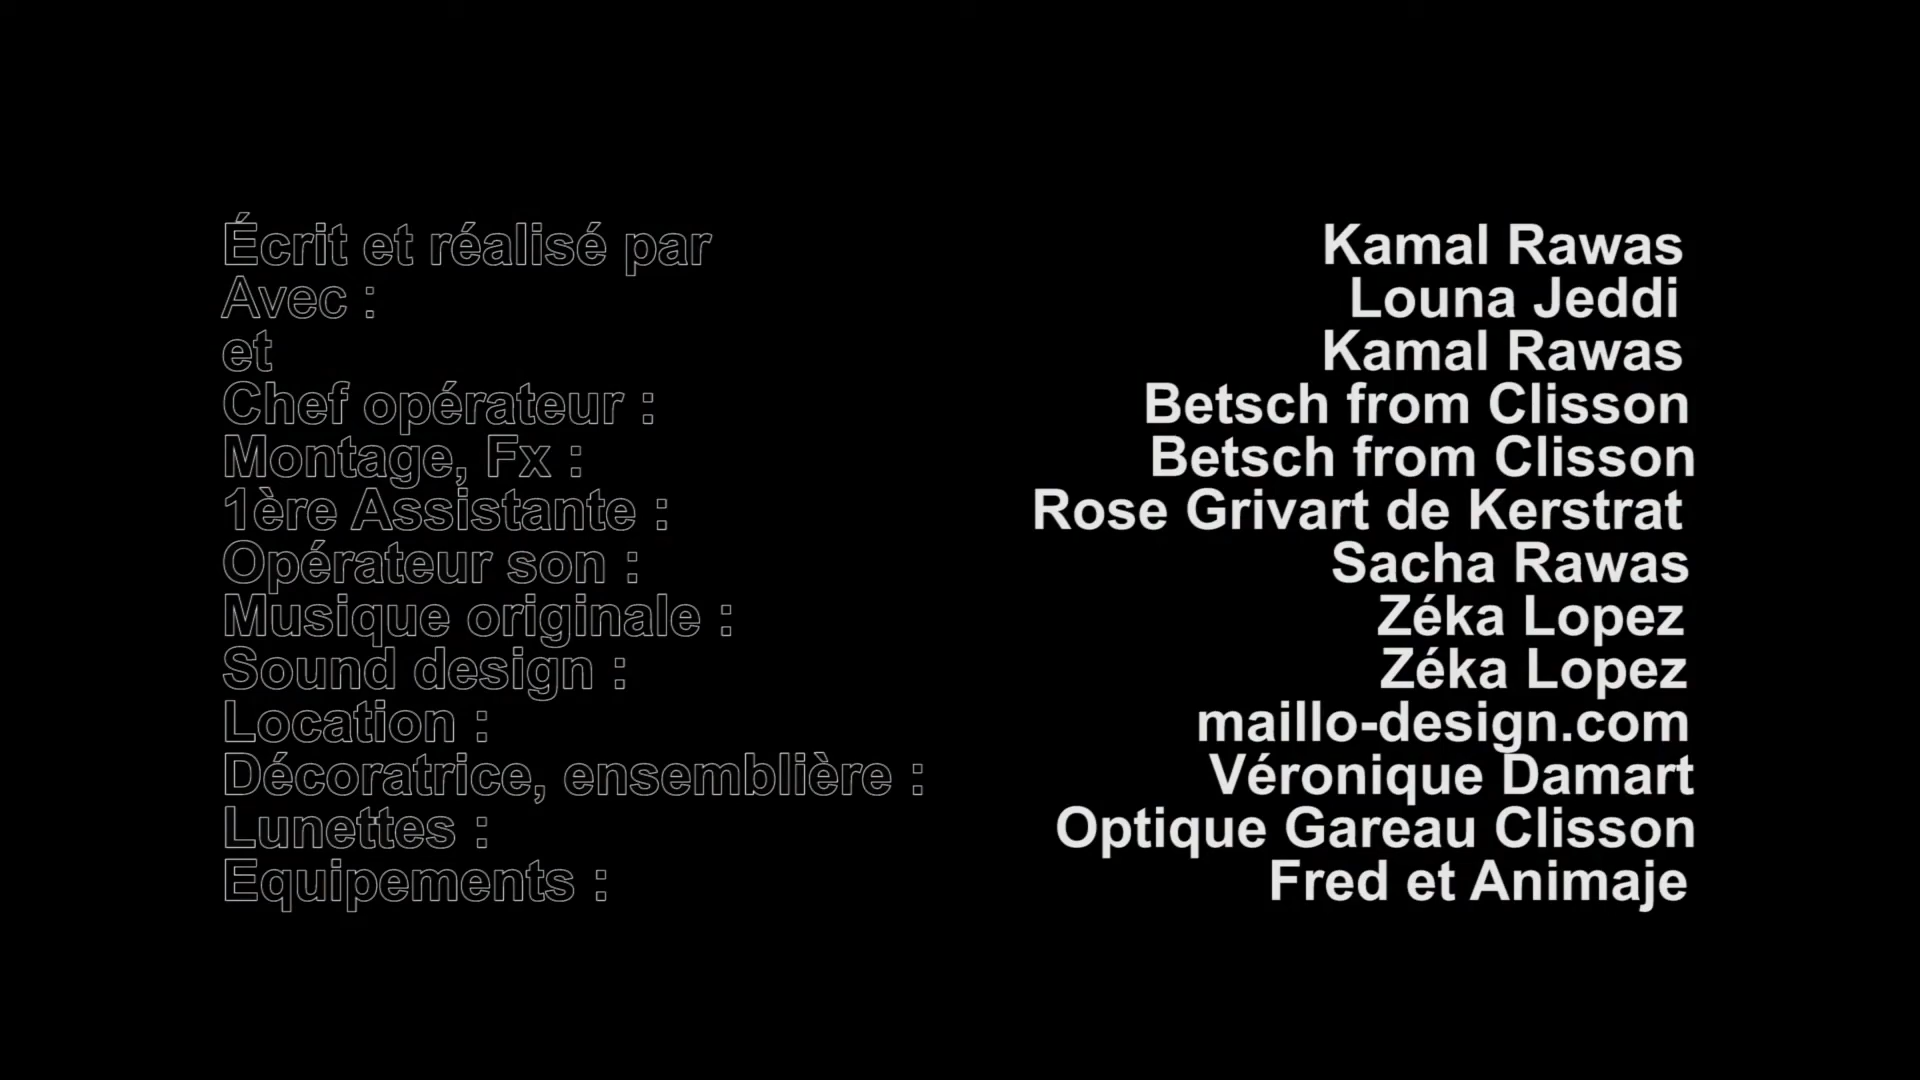 Écrit et réalisé par Kamal Rawas
Avec : Louna Jeddi
et Kamal Rawas
Chef opérateur : Betsch from Clisson
Montage, Fx : Betsch from Clisson
1ère Assistante : Rose Grivart de Kerstrat
Opérateur son : Sacha Rawas
Musique originale : Zéka Lopez
Sound design : Zéka Lopez
Location : maillo-design.com
Décoratrice, ensemblière : Véronique Damart
Lunettes : Optique Gareau Clisson
Equipements : Fred et Animaje